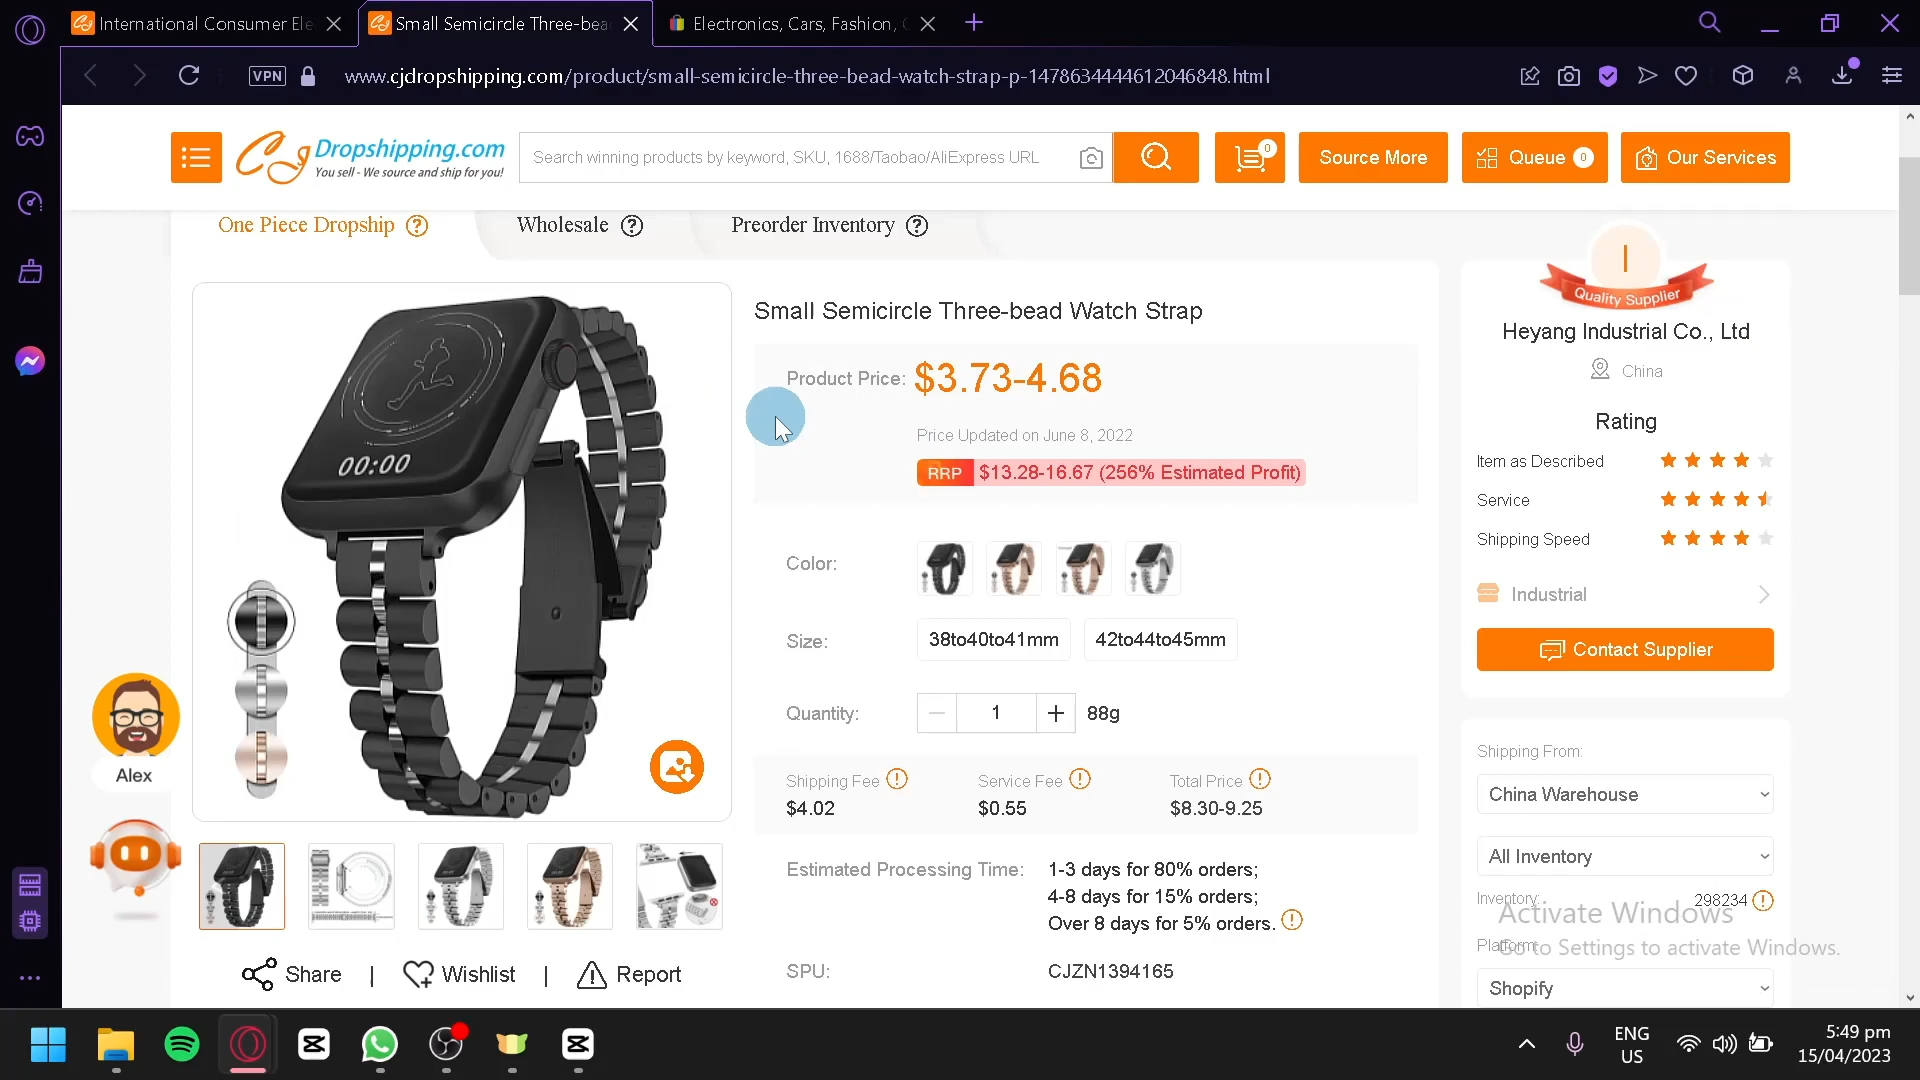 International Consumer Ele
Small Semicircle Three-bea
Electronics, Cars, Fashion, C
VPN
www.cjdropshipping.com/product/small-semicircle-three-bead-watch-strap-p-1478634444612046848.html
CJ Dropshipping.com
You sell - We source and ship for you!
Search winning products by keyword, SKU, 1688/Taobao/AliExpress URL
0
Source More
Queue 0
Our Services
One Piece Dropship ?
Wholesale ?
Preorder Inventory ?
00:00
Alex
Share | Wishlist | Report
Small Semicircle Three-bead Watch Strap
Product Price: $3.73-4.68
Price Updated on June 8, 2022
RRP $13.28-16.67 (256% Estimated Profit)
Color:
Size: 38to40to41mm 42to44to45mm
Quantity: 1 + 88g
Shipping Fee Service Fee Total Price
$4.02 $0.55 $8.30-9.25
Estimated Processing Time: 1-3 days for 80% orders;
4-8 days for 15% orders;
Over 8 days for 5% orders.
SPU: CJZN1394165
I
Quality Supplier
Heyang Industrial Co., Ltd
China
Rating
Item as Described
Service
Shipping Speed
Industrial
Contact Supplier
Shipping From:
China Warehouse
All Inventory
Inventory: 298234
Activate Windows
Platform:
Go to Settings to activate Windows.
Shopify
ENG
US
5:49 pm
15/04/2023